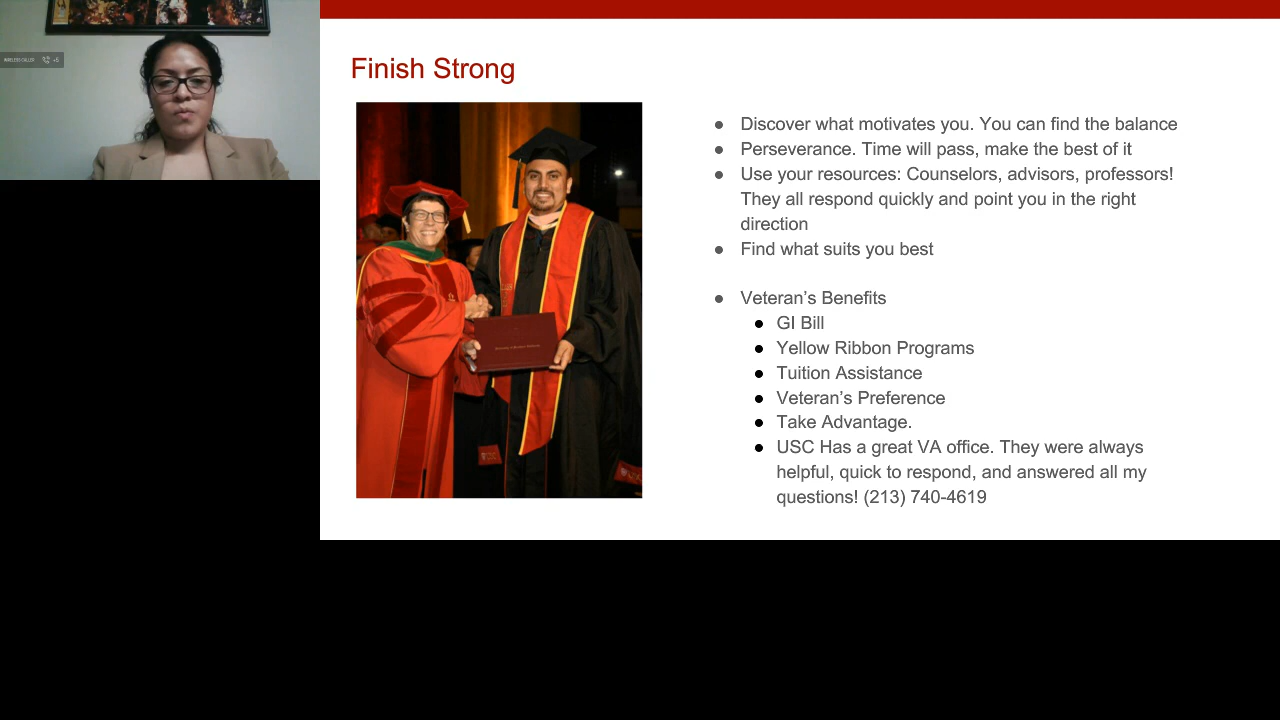 WIRELESS CALLER
+5
Finish Strong
● Discover what motivates you. You can find the balance
● Perseverance. Time will pass, make the best of it
● Use your resources: Counselors, advisors, professors!
They all respond quickly and point you in the right
direction
● Find what suits you best
● Veteran’s Benefits
● GI Bill
● Yellow Ribbon Programs
● Tuition Assistance
● Veteran’s Preference
● Take Advantage.
● USC Has a great VA office. They were always
helpful, quick to respond, and answered all my
questions! (213) 740-4619